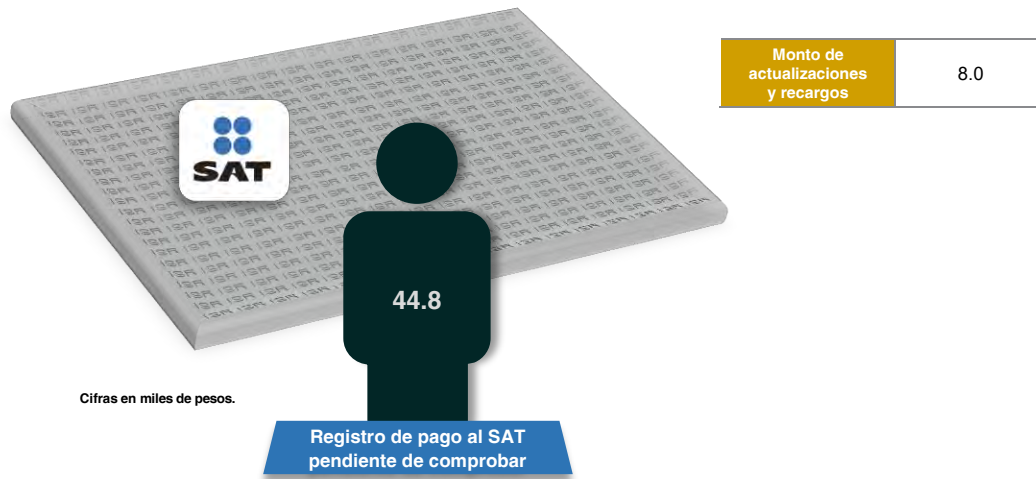 Monto de
actualizaciones
y recargos
8.0
SAT
44.8
Cifras en miles de pesos.
Registro de pago al SAT
pendiente de comprobar